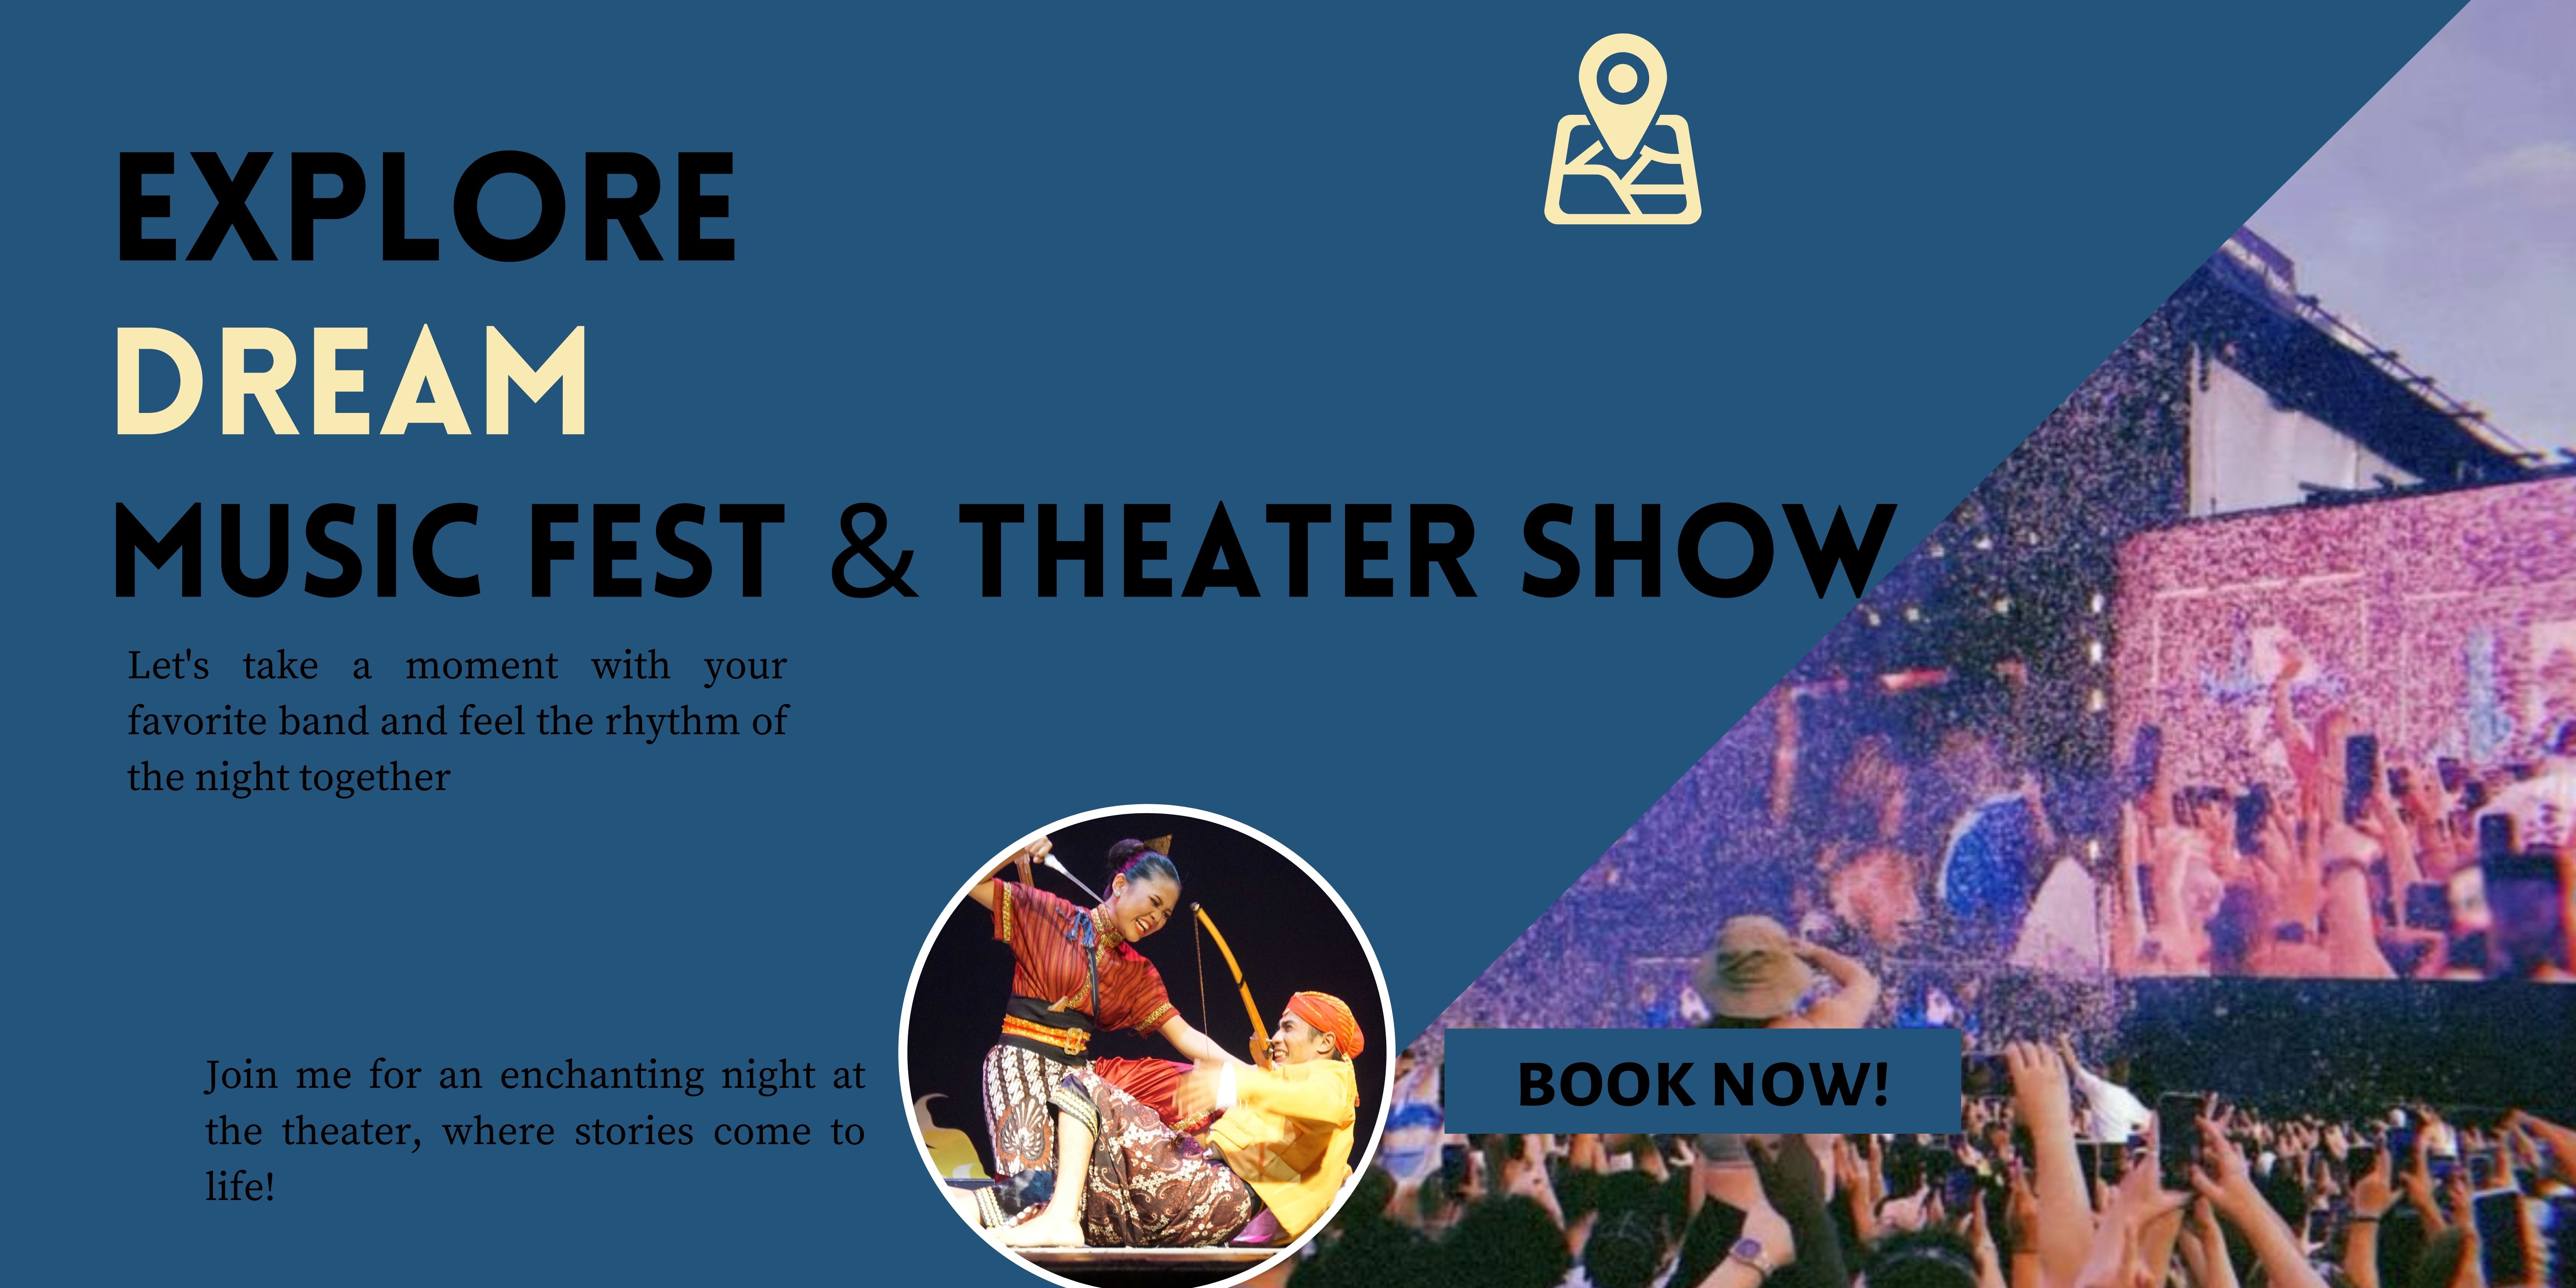 EXPLORE
DREAM
MUSIC FEST & THEATER SHOW
Let's take a moment with your
favorite band and feel the rhythm of
the night together
Join me for an enchanting night at
the theater, where stories come to
life!
BOOK NOW!